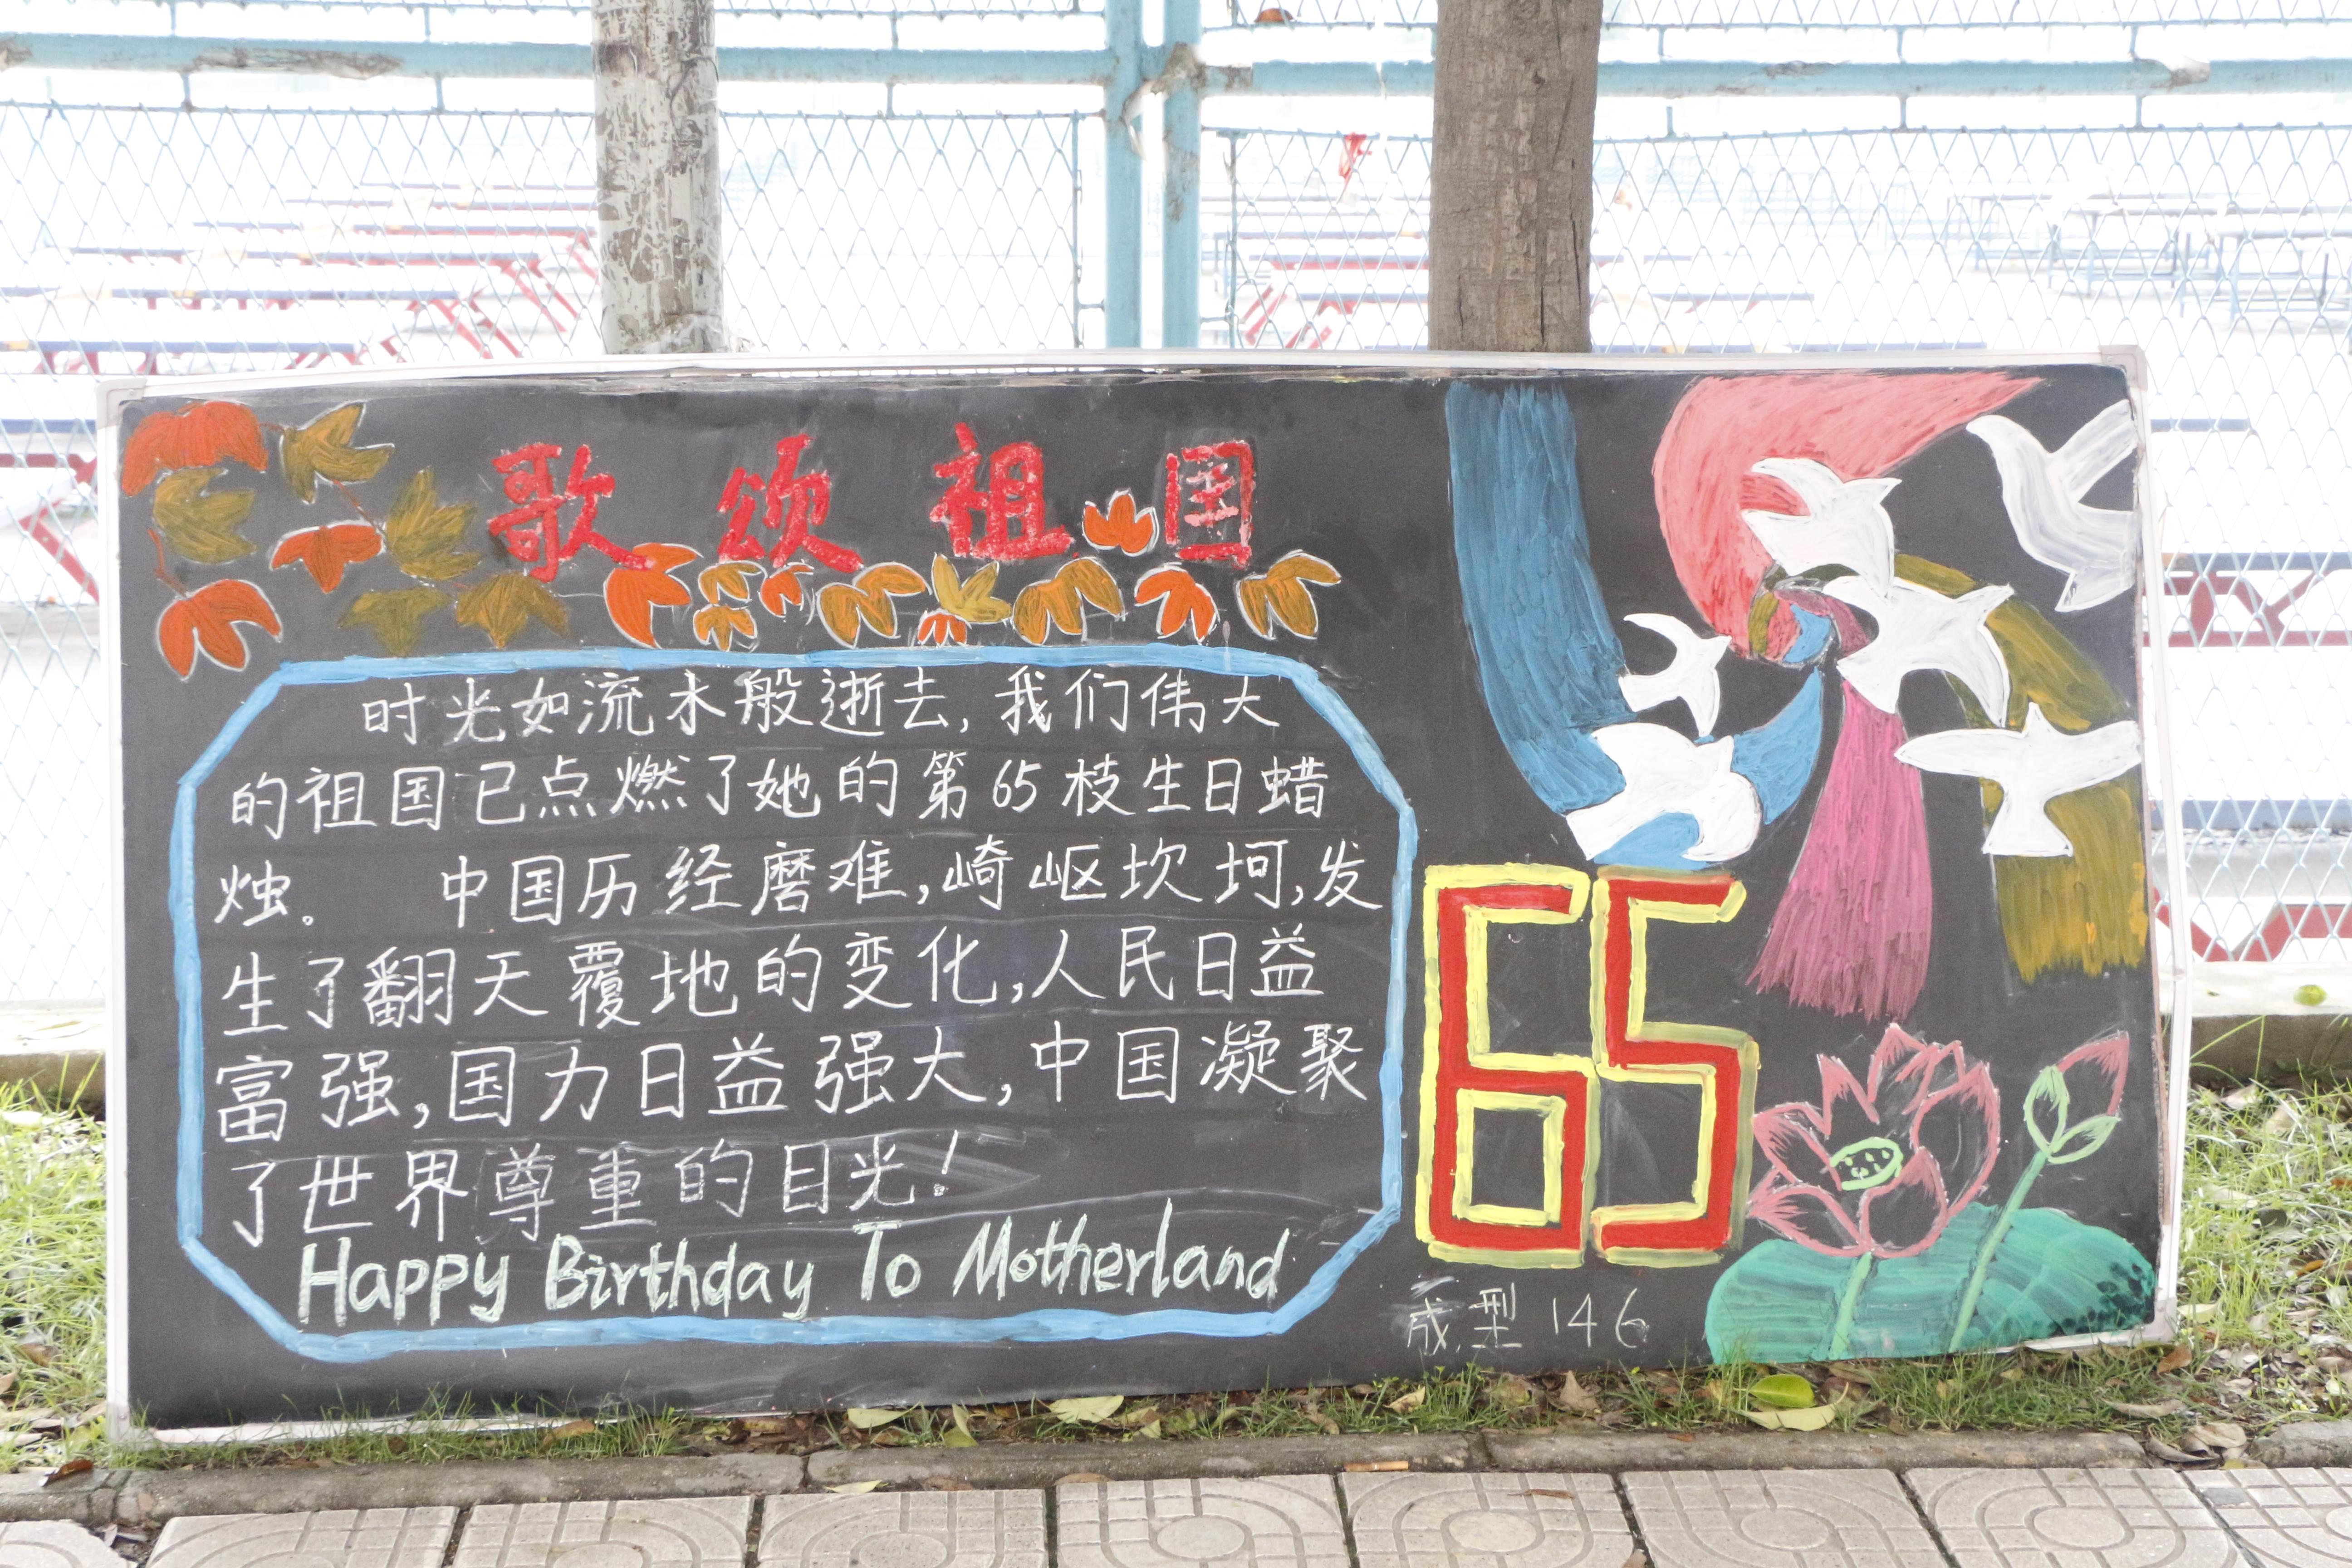 歌颂祖国
时光如流水般逝去,我们伟大
的祖国已点燃了她的第65枝生日蜡
烛。 中国历经磨难,崎岖坎坷,发
生了翻天覆地的变化,人民日益
富强,国力日益强大,中国凝聚
了世界尊重的目光!
Happy Birthday To Motherland
65
成型146